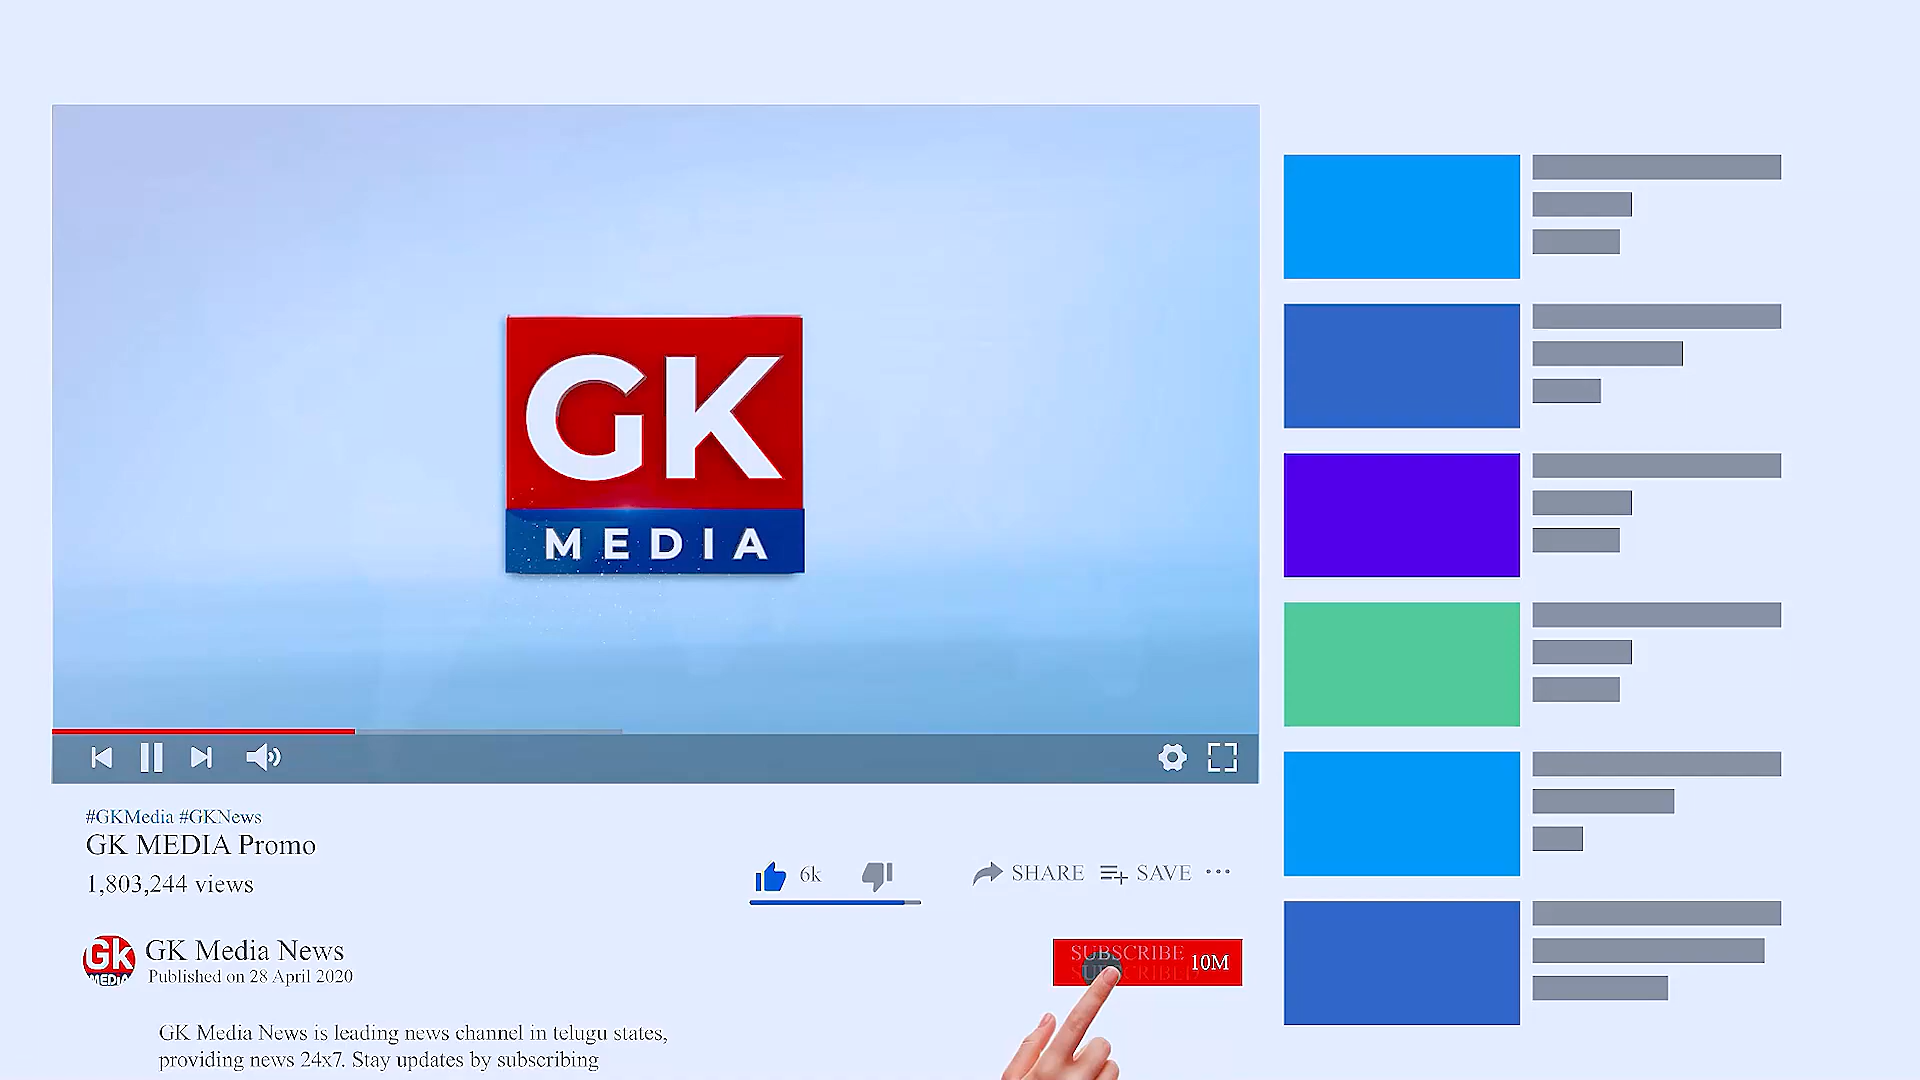 GK
MEDIA
#GKMedia #GKNews
GK MEDIA Promo
1,803,244 views
6k
SHARE
SAVE
GK Media News
Published on 28 April 2020
GK
MEDIA
SUBSCRIBE
10M
GK Media News is leading news channel in telugu states,
providing news 24x7. Stay updates by subscribing